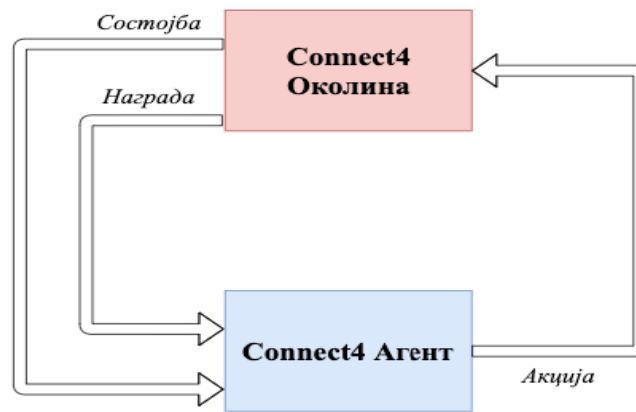 Состојба
Connect4
Околина
Награда
Connect4 Агент
Акција